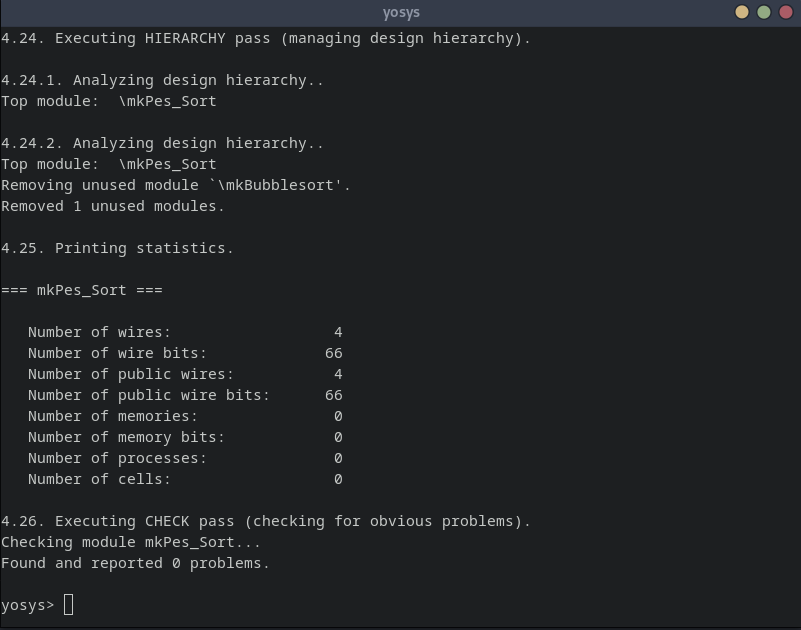 yosys
4.24. Executing HIERARCHY pass (managing design hierarchy).
4.24.1. Analyzing design hierarchy..
Top module:  \mkPes_Sort
4.24.2. Analyzing design hierarchy..
Top module:  \mkPes_Sort
Removing unused module `\mkBubblesort'.
Removed 1 unused modules.
4.25. Printing statistics.
=== mkPes_Sort ===
Number of wires:                  4
Number of wire bits:             66
Number of public wires:           4
Number of public wire bits:      66
Number of memories:               0
Number of memory bits:            0
Number of processes:              0
Number of cells:                  0
4.26. Executing CHECK pass (checking for obvious problems).
Checking module mkPes_Sort...
Found and reported 0 problems.
yosys>